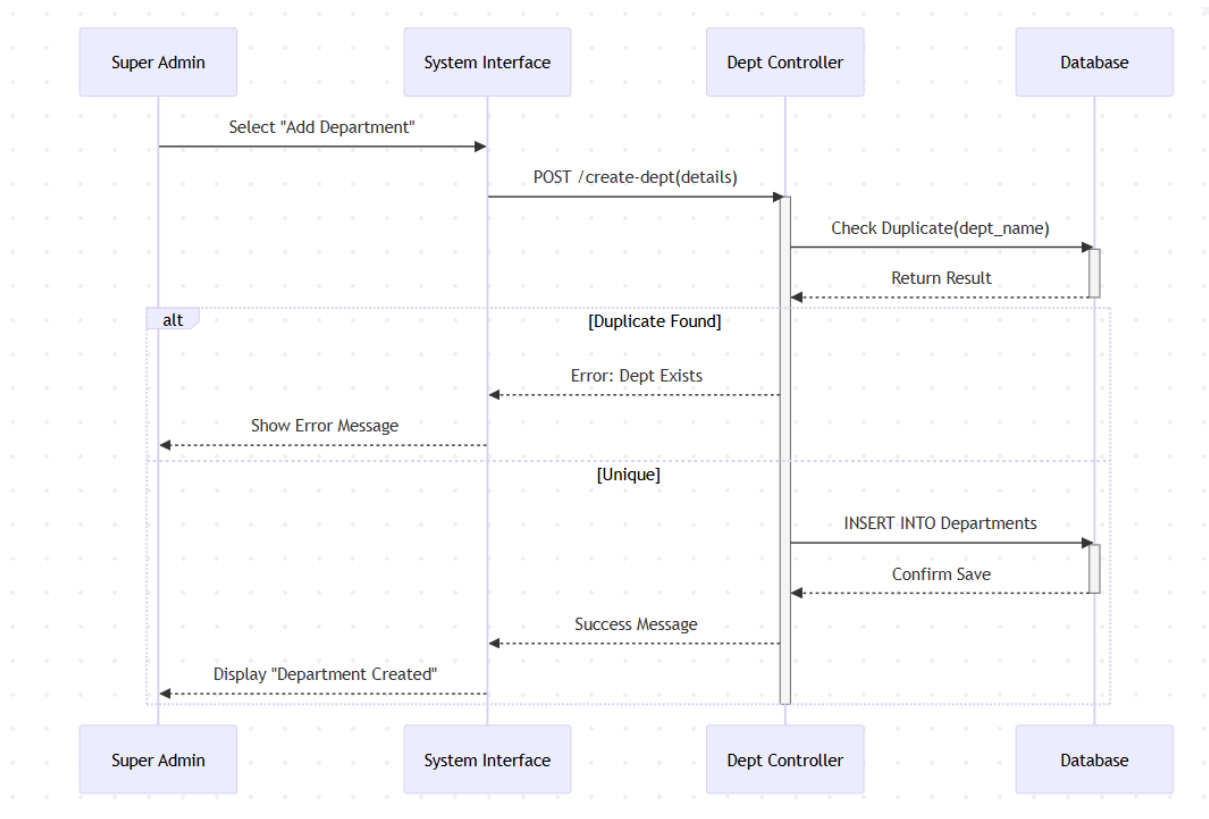 Super Admin
System Interface
Dept Controller
Database
Select "Add Department"
POST /create-dept(details)
Check Duplicate(dept_name)
Return Result
alt
[Duplicate Found]
Error: Dept Exists
Show Error Message
[Unique]
INSERT INTO Departments
Confirm Save
Success Message
Display "Department Created"
Super Admin
System Interface
Dept Controller
Database